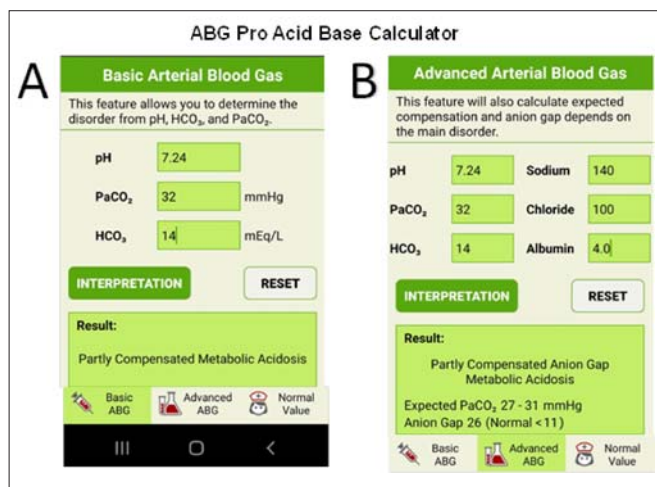 ABG Pro Acid Base Calculator
A
Basic Arterial Blood Gas
This feature allows you to determine the
disorder from pH, HCO₃, and PaCO₂.
pH 7.24
PaCO₂ 32 mmHg
HCO₃ 14 mEq/L
INTERPRETATION RESET
Result:
Partly Compensated Metabolic Acidosis
Basic ABG
Advanced ABG
Normal Value
B
Advanced Arterial Blood Gas
This feature will also calculate expected
compensation and anion gap depends on
the main disorder.
pH 7.24 Sodium 140
PaCO₂ 32 Chloride 100
HCO₃ 14 Albumin 4.0
INTERPRETATION RESET
Result:
Partly Compensated Anion Gap
Metabolic Acidosis
Expected PaCO₂ 27 - 31 mmHg
Anion Gap 26 (Normal <11)
Basic ABG
Advanced ABG
Normal Value